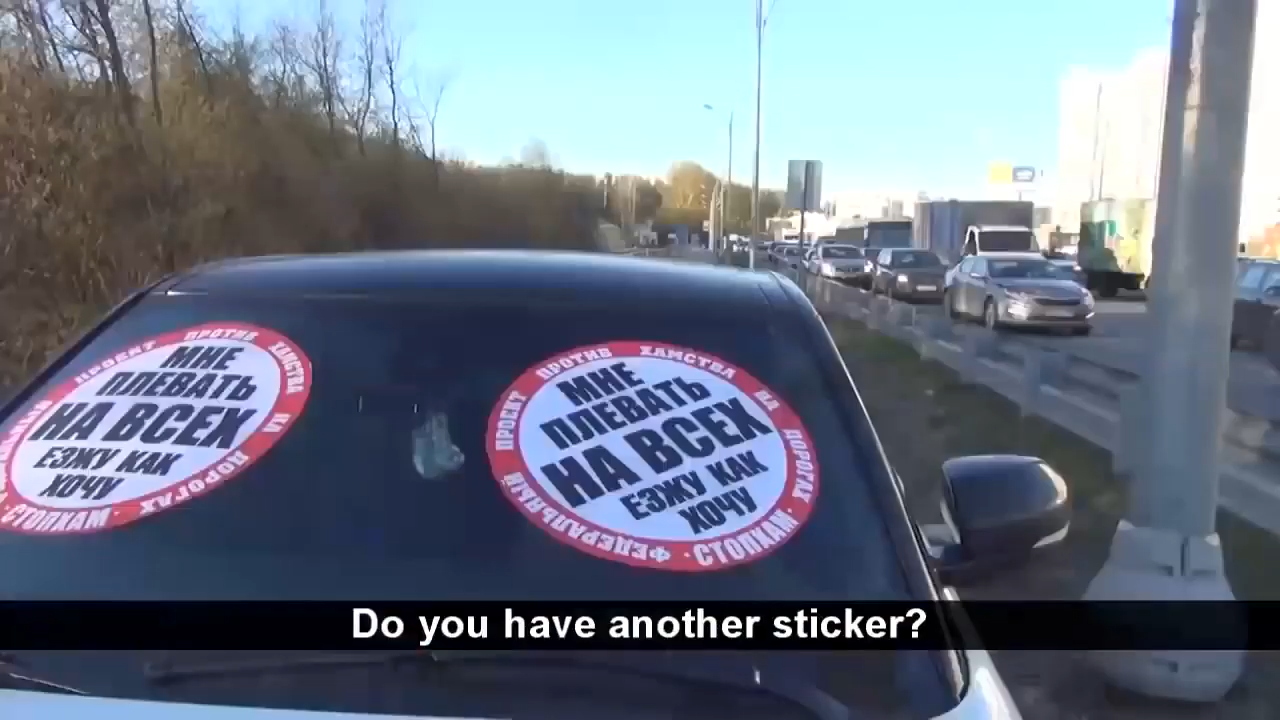 ПРОЕКТ ПРОТИВ ХАМСТВА НА ДОРОГАХ
МНЕ
ПЛЕВАТЬ
НА ВСЕХ
ЕЗЖУ КАК
ХОЧУ
· СТОПХАМ ·
ФЕДЕРАЛЬНЫЙ ПРОЕКТ ПРОТИВ ХАМСТВА НА ДОРОГАХ
МНЕ
ПЛЕВАТЬ
НА ВСЕХ
ЕЗЖУ КАК
ХОЧУ
· СТОПХАМ ·
Do you have another sticker?